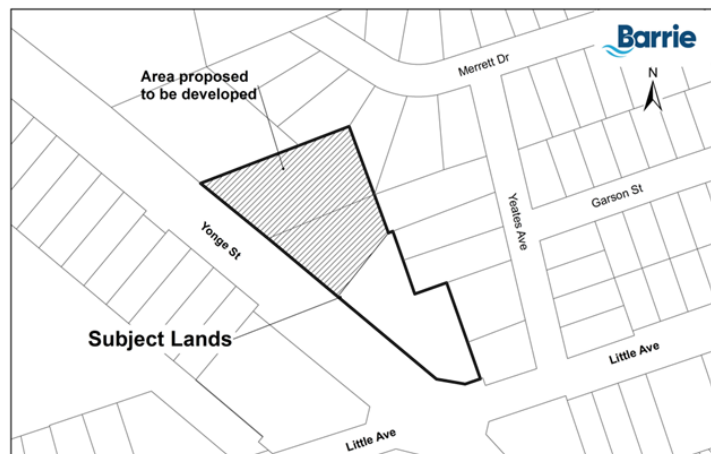 Barrie
Merrett Dr
N
Area proposed
to be developed
Garson St
Yeates Ave
Yonge St
Subject Lands
Little Ave
Little Ave